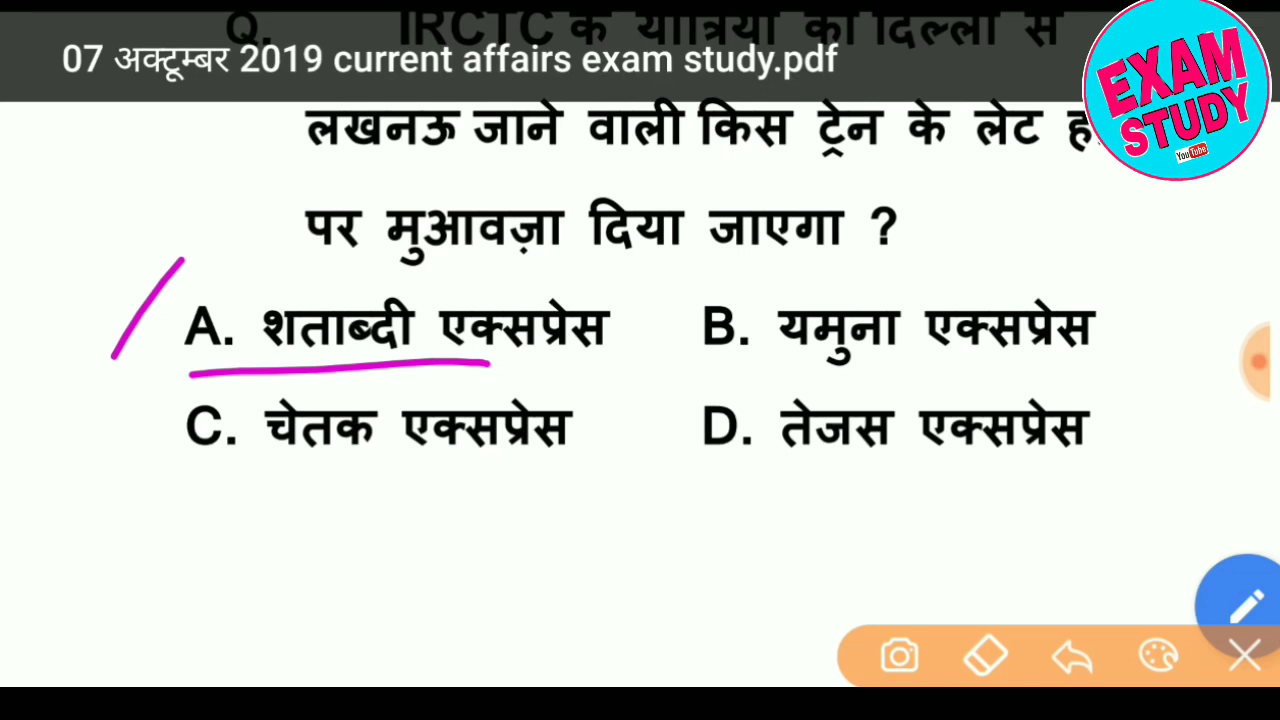 Q. IRCTC के यात्रियों को दिल्ली से
07 अक्टूम्बर 2019 current affairs exam study.pdf
लखनऊ जाने वाली किस ट्रेन के लेट
पर मुआवज़ा दिया जाएगा ?
A. शताब्दी एक्सप्रेस B. यमुना एक्सप्रेस
C. चेतक एक्सप्रेस D. तेजस एक्सप्रेस
EXAM
STUDY
YouTube